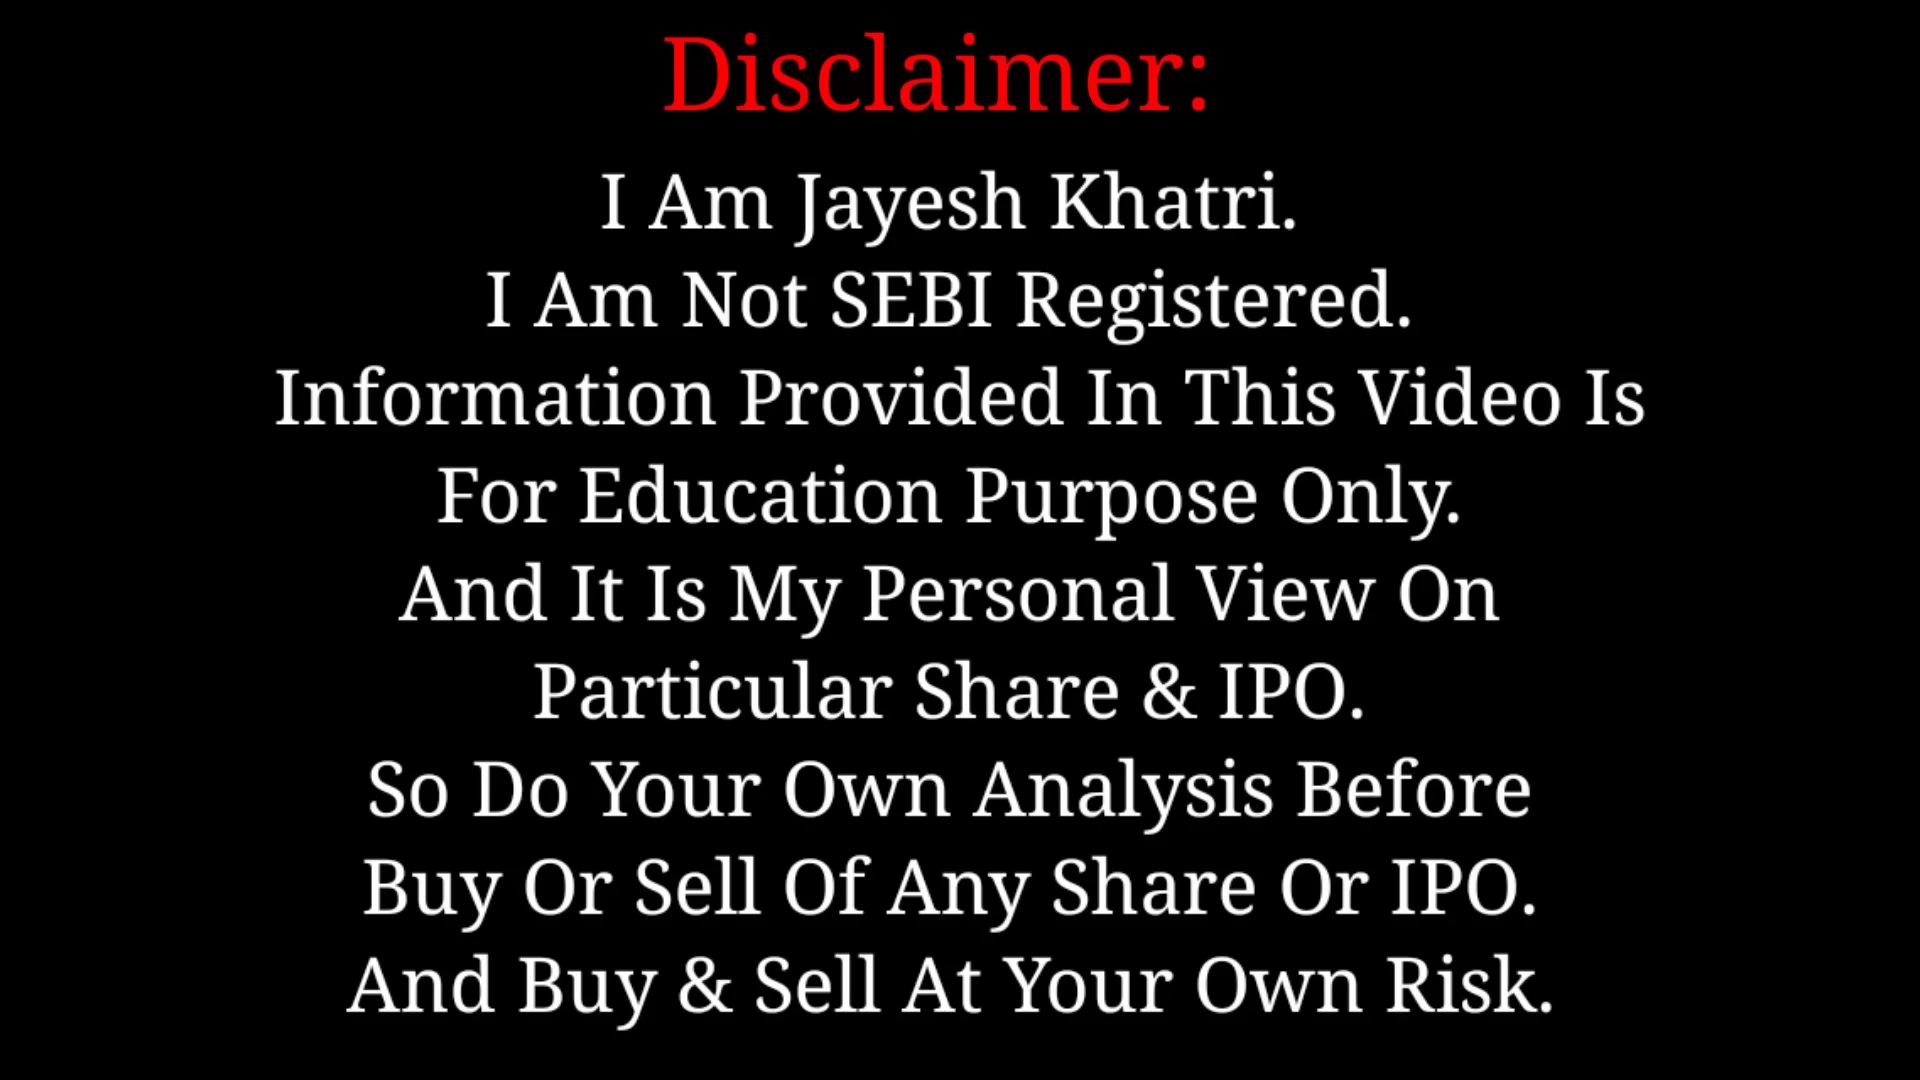 Disclaimer:
I Am Jayesh Khatri.
I Am Not SEBI Registered.
Information Provided In This Video Is
For Education Purpose Only.
And It Is My Personal View On
Particular Share & IPO.
So Do Your Own Analysis Before
Buy Or Sell Of Any Share Or IPO.
And Buy & Sell At Your Own Risk.